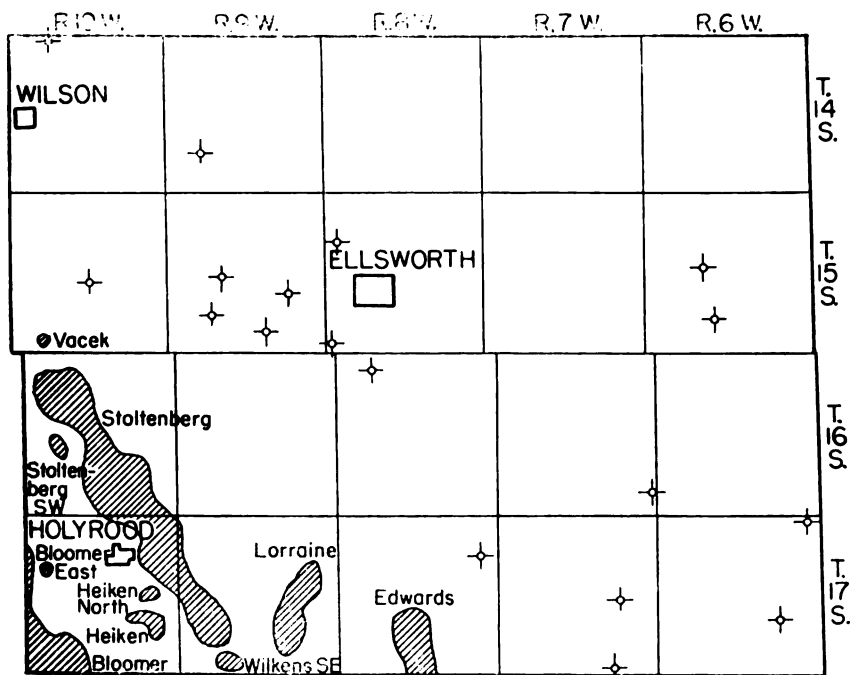 R.10 W. R.9 W. R.8 W. R.7 W. R.6 W.
WILSON
T.
14
S.
ELLSWORTH
T.
15
S.
Vacek
Stoltenberg
T.
16
S.
Stolten-
berg
SW
HOLYROOD
Bloomer
East
Lorraine
Heiken
North
Edwards
T.
17
S.
Heiken
Bloomer
Wilkens SE